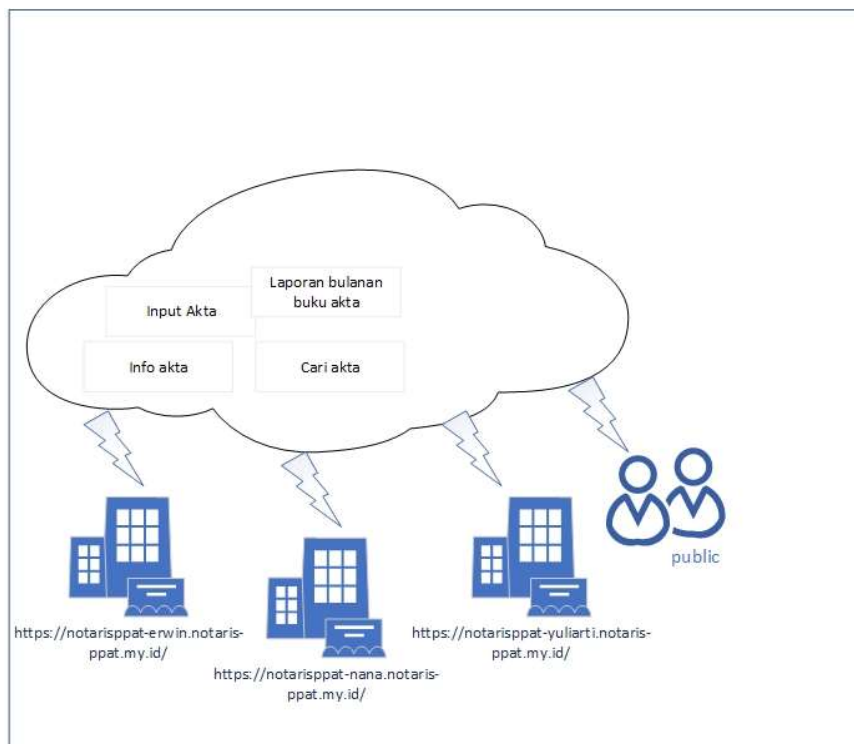 Laporan bulanan
buku akta
Input Akta
Info akta
Cari akta
public
https://notarisppat-erwin.notaris-
ppat.my.id/
https://notarisppat-nana.notaris-
ppat.my.id/
https://notarisppat-yuliarti.notaris-
ppat.my.id/